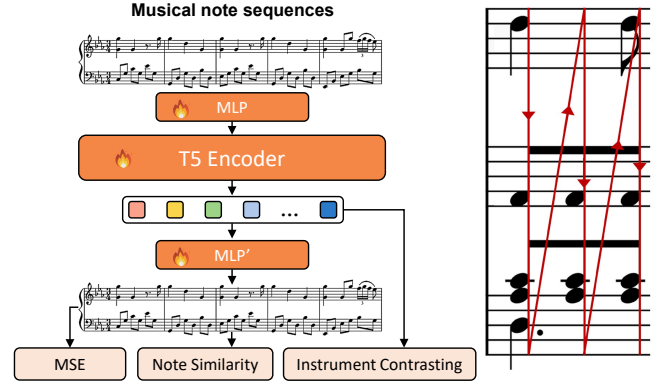 Musical note sequences
MLP
T5 Encoder
...
MLP′
MSE
Note Similarity
Instrument Contrasting